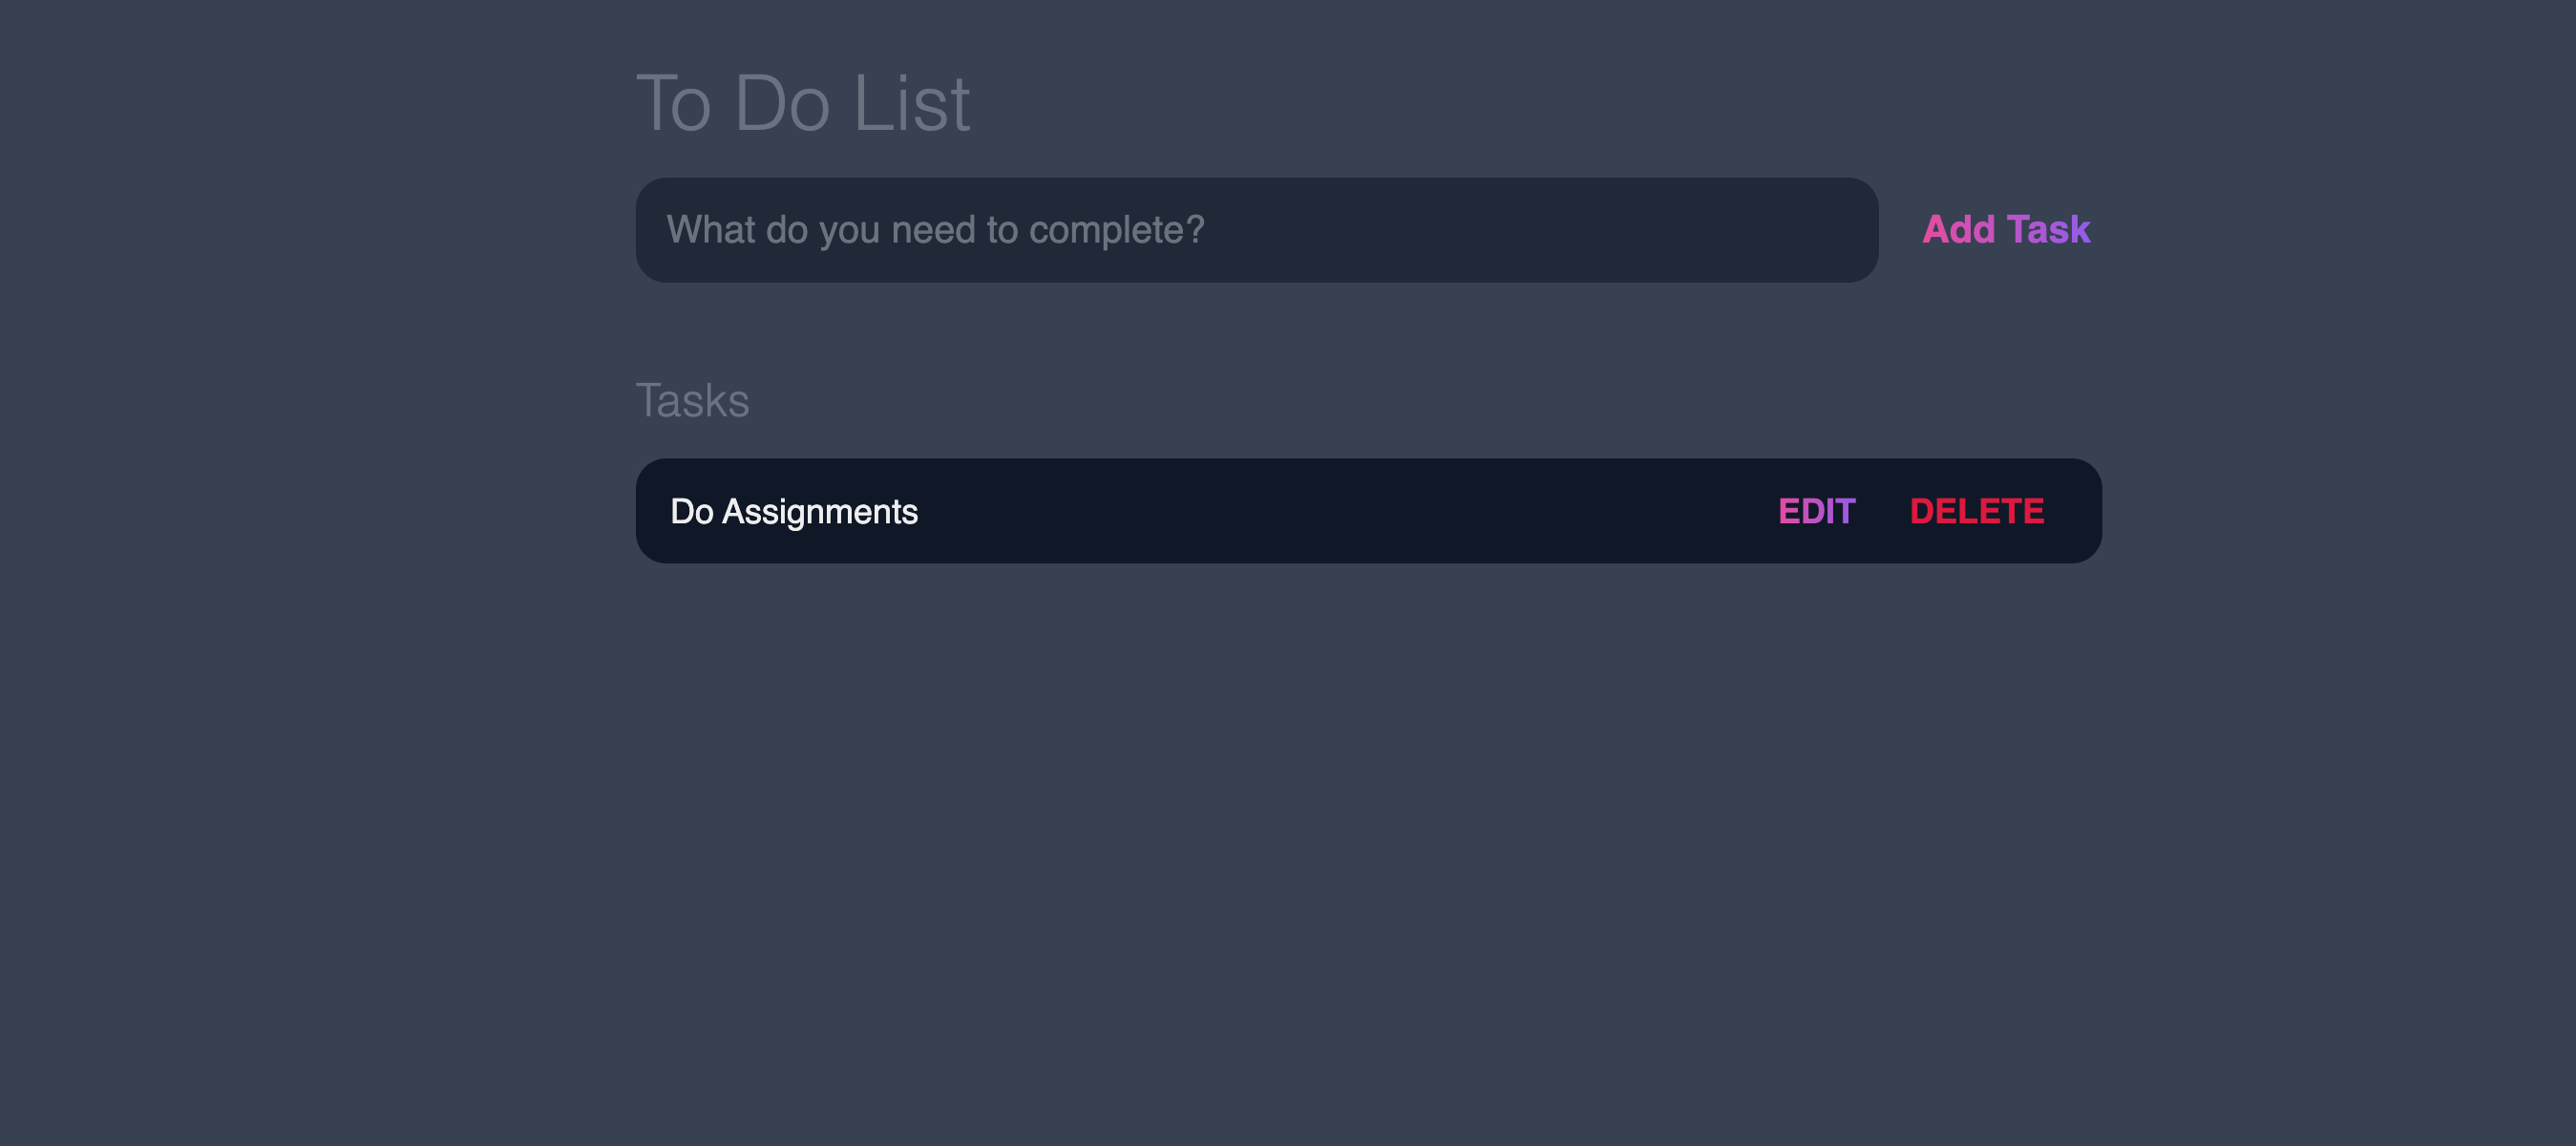 To Do List
What do you need to complete?
Add Task
Tasks
Do Assignments
EDIT
DELETE